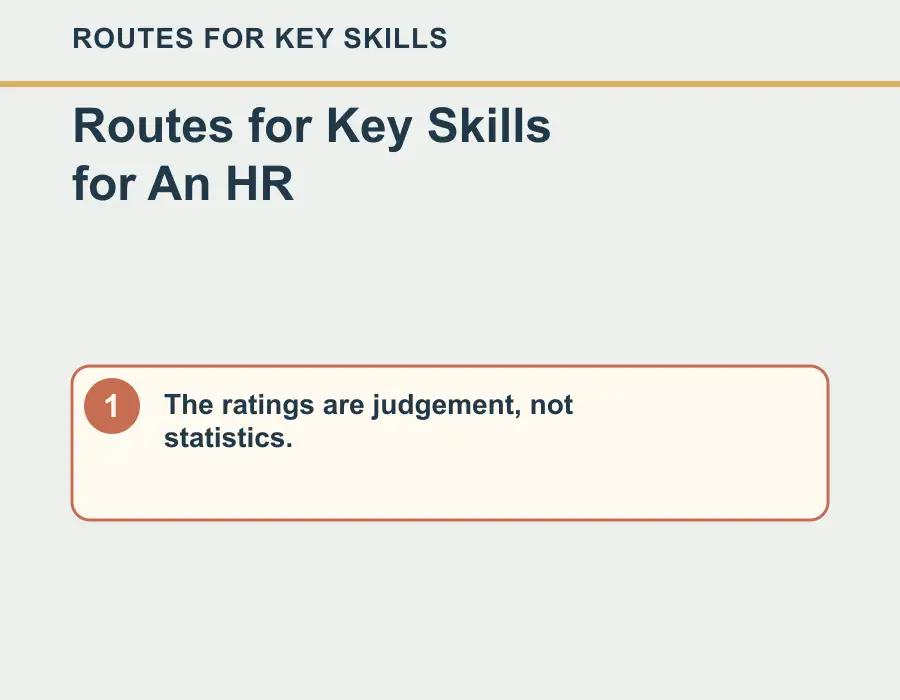 ROUTES FOR KEY SKILLS
Routes for Key Skills
for An HR
1
The ratings are judgement, not
statistics.